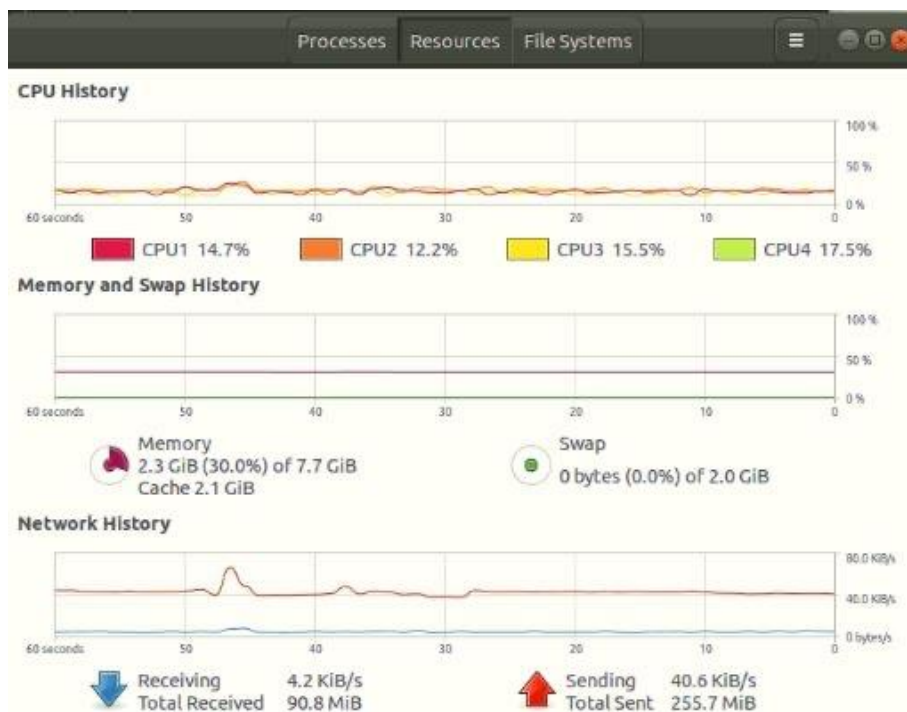 Processes Resources File Systems
CPU History
100 %
50 %
0 %
60 seconds 50 40 30 20 10 0
CPU1 14.7% CPU2 12.2% CPU3 15.5% CPU4 17.5%
Memory and Swap History
100 %
50 %
0 %
60 seconds 50 40 30 20 10 0
Memory
2.3 GiB (30.0%) of 7.7 GiB
Cache 2.1 GiB
Swap
0 bytes (0.0%) of 2.0 GiB
Network History
80.0 KiB/s
40.0 KiB/s
0 bytes/s
60 seconds 50 40 30 20 10 0
Receiving 4.2 KiB/s
Total Received 90.8 MiB
Sending 40.6 KiB/s
Total Sent 255.7 MiB